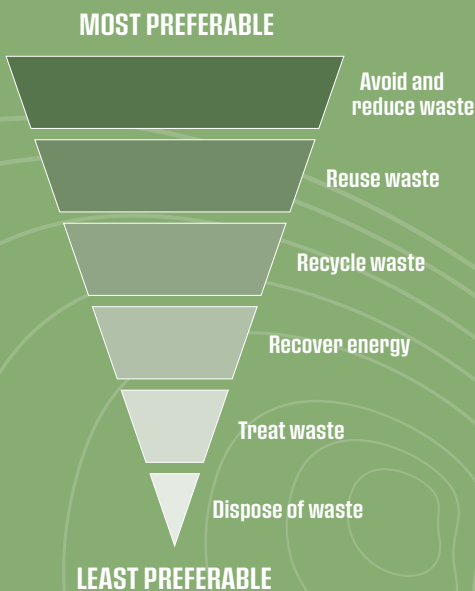 MOST PREFERABLE
Avoid and
reduce waste
Reuse waste
Recycle waste
Recover energy
Treat waste
Dispose of waste
LEAST PREFERABLE